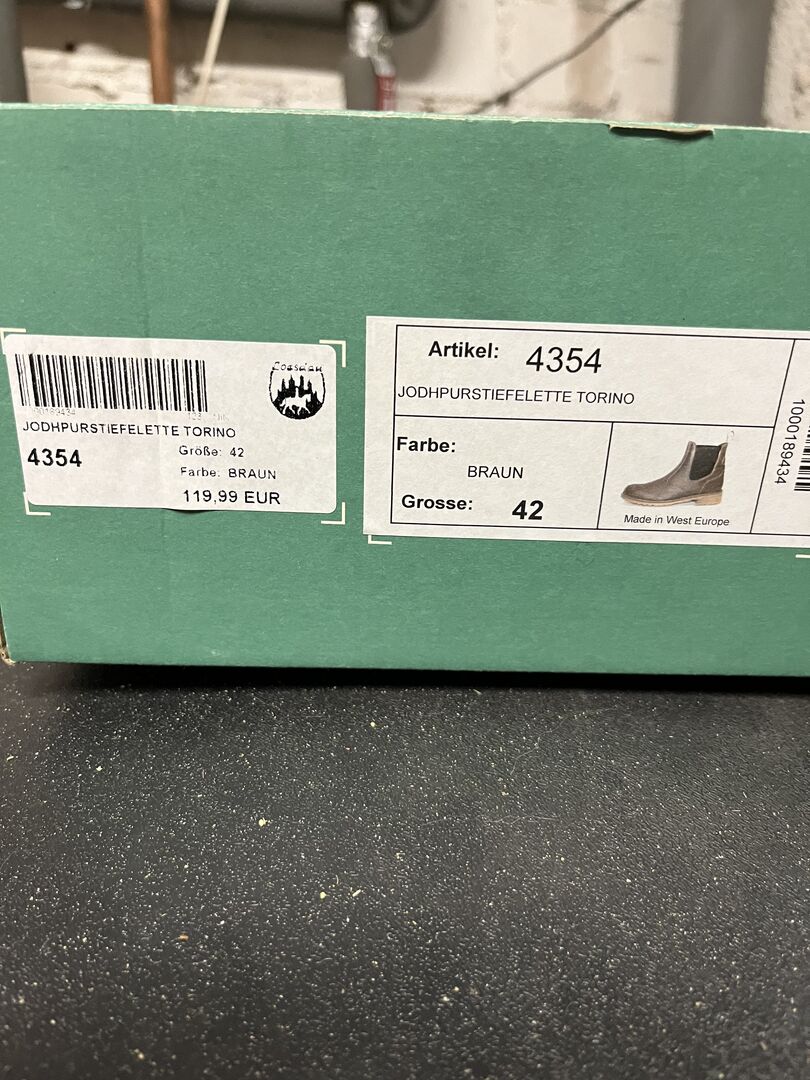 Loesdau
JODHPURSTIEFELETTE TORINO
4354
Größe: 42
Farbe: BRAUN
119,99 EUR
Artikel: 4354
JODHPURSTIEFELETTE TORINO
Farbe:
BRAUN
Grosse: 42
Made in West Europe
1000189434